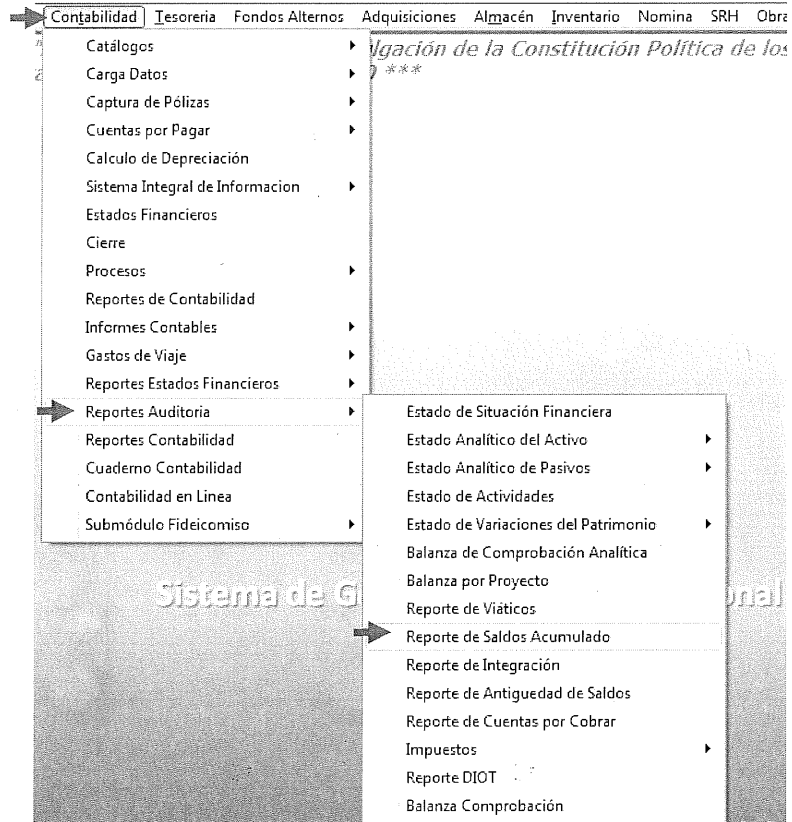 Contabilidad Tesoreria Fondos Alternos Adquisiciones Almacén Inventario Nomina SRH Obra
lgación de la Constitución Política de los
***
Catálogos
Carga Datos
Captura de Pólizas
Cuentas por Pagar
Calculo de Depreciación
Sistema Integral de Informacion
Estados Financieros
Cierre
Procesos
Reportes de Contabilidad
Informes Contables
Gastos de Viaje
Reportes Estados Financieros
Reportes Auditoria
Reportes Contabilidad
Cuaderno Contabilidad
Contabilidad en Linea
Submódulo Fideicomiso
Estado de Situación Financiera
Estado Analítico del Activo
Estado Analítico de Pasivos
Estado de Actividades
Estado de Variaciones del Patrimonio
Balanza de Comprobación Analítica
Balanza por Proyecto
Reporte de Viáticos
Reporte de Saldos Acumulado
Reporte de Integración
Reporte de Antiguedad de Saldos
Reporte de Cuentas por Cobrar
Impuestos
Reporte DIOT
Balanza Comprobación
Sistema de G
onal